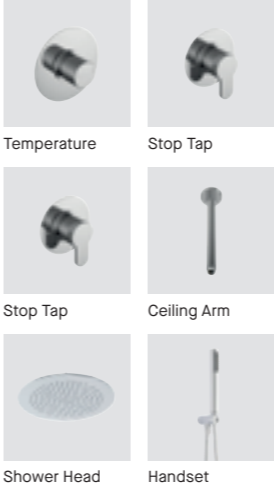 Temperature
Stop Tap
Stop Tap
Ceiling Arm
Shower Head
Handset